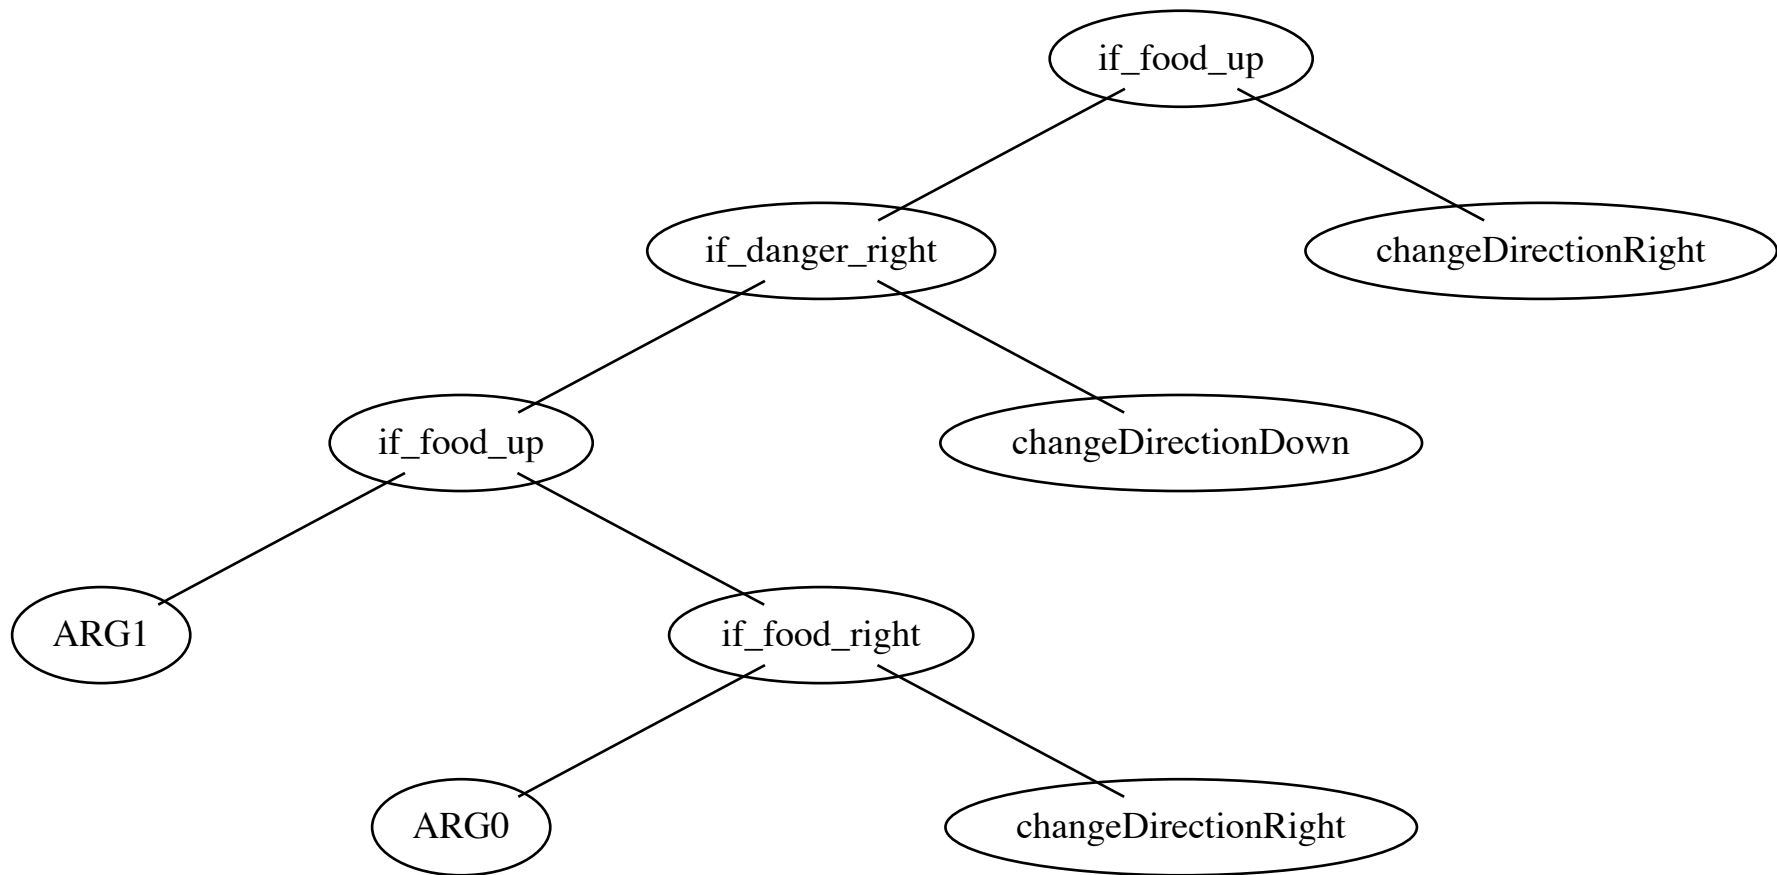 if_food_up
if_danger_right
changeDirectionRight
if_food_up
changeDirectionDown
ARG1
if_food_right
ARG0
changeDirectionRight